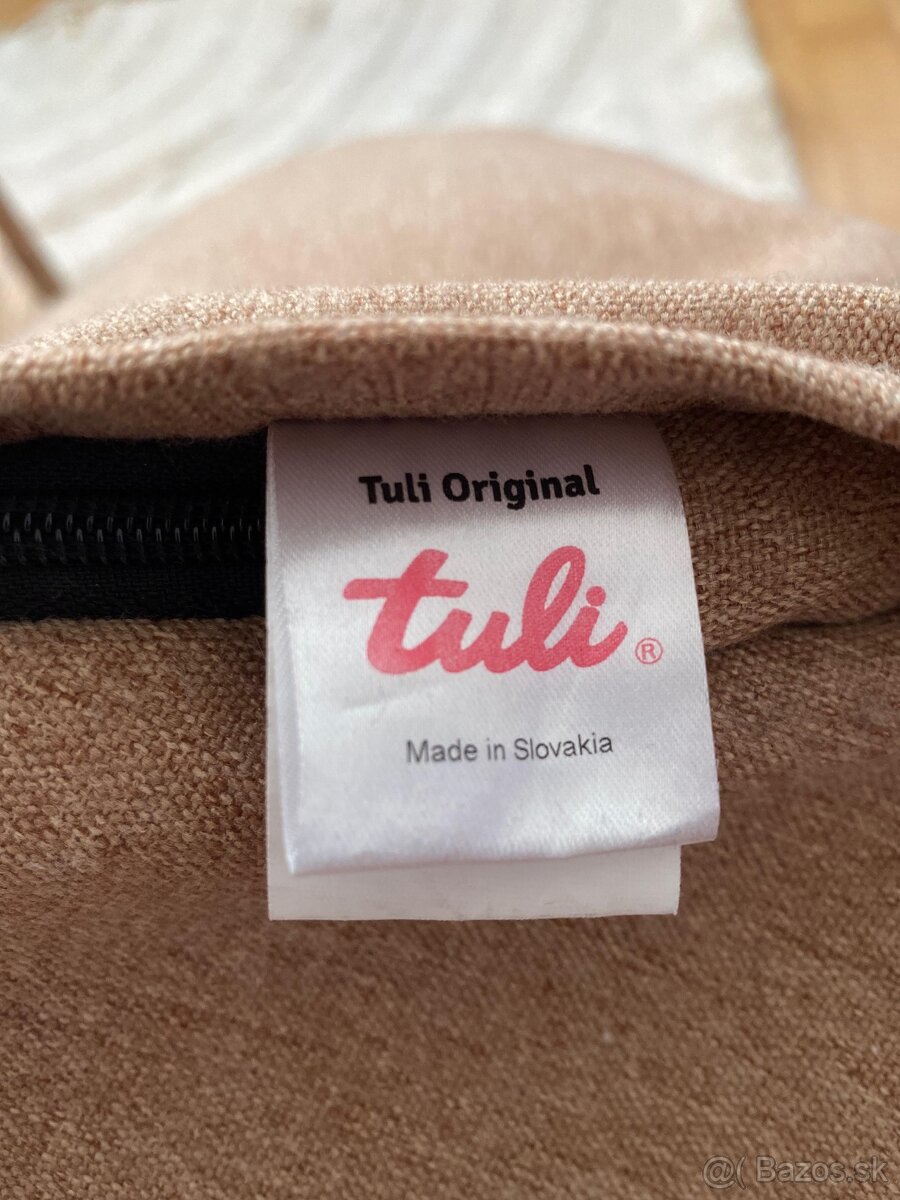 Tuli Original
tuli®
Made in Slovakia
@( Bazos.sk